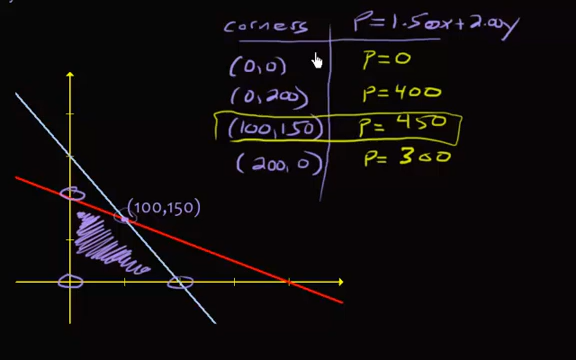 corners P=1.50x+2.00y
(0,0) P=0
(0,200) P=400
(100,150) P=450
(200,0) P=300
(100,150)